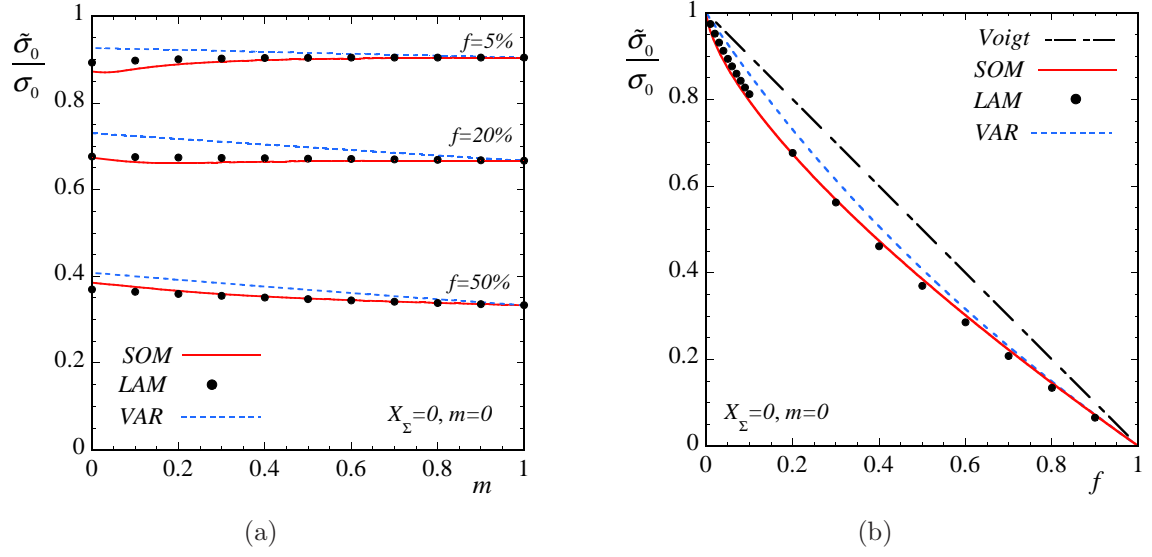 σ̃₀
σ₀
1
0.8
0.6
0.4
0.2
0
0 0.2 0.4 0.6 0.8 1
m
f=5%
f=20%
f=50%
SOM
LAM
VAR
X_Σ=0, m=0
(a)
σ̃₀
σ₀
1
0.8
0.6
0.4
0.2
0
0 0.2 0.4 0.6 0.8 1
f
Voigt
SOM
LAM
VAR
X_Σ=0, m=0
(b)